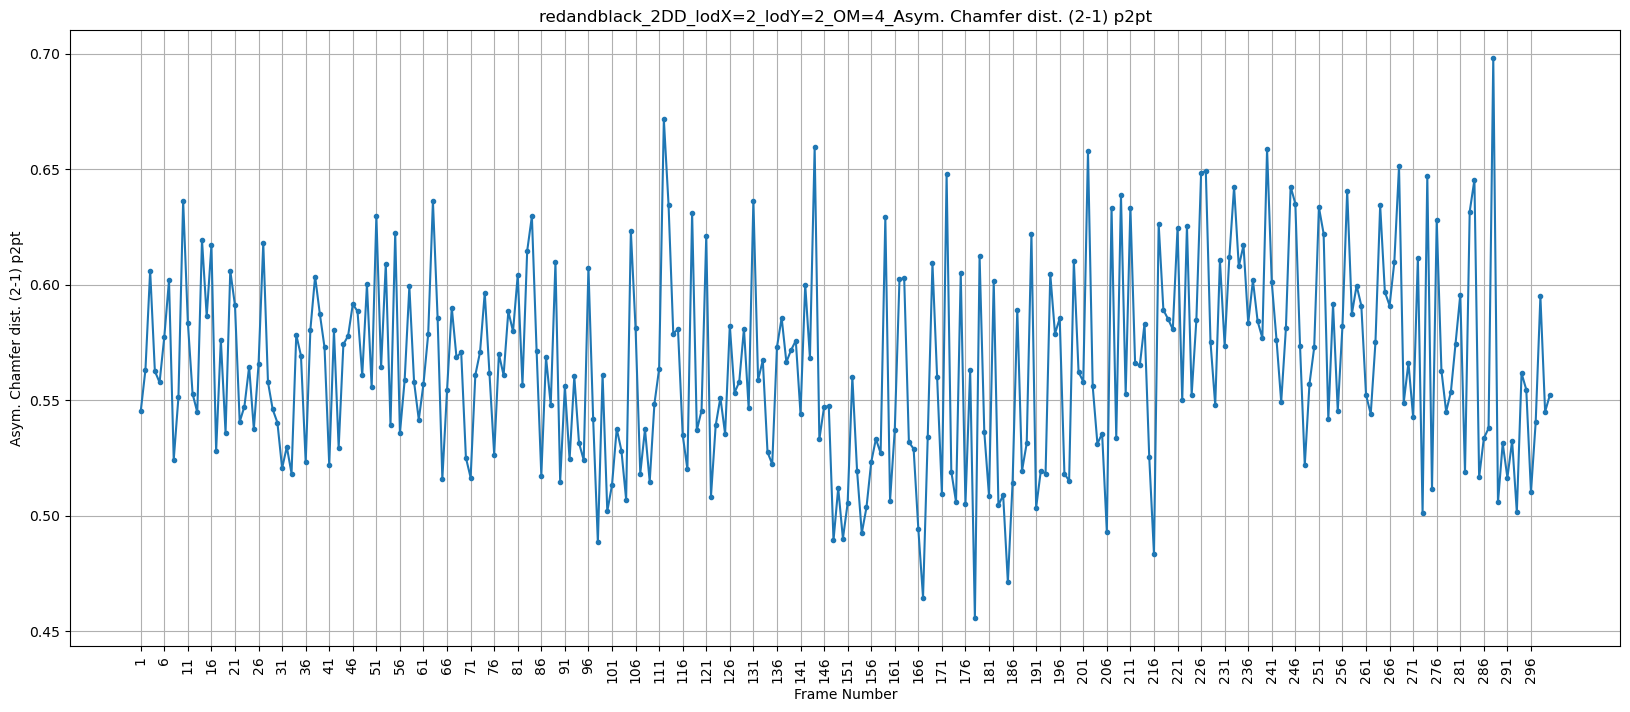 redandblack_2DD_lodX=2_lodY=2_OM=4_Asym. Chamfer dist. (2-1) p2pt
0.70
0.65
0.60
0.55
0.50
0.45
Asym. Chamfer dist. (2-1) p2pt
1 6 11 16 21 26 31 36 41 46 51 56 61 66 71 76 81 86 91 96 101 106 111 116 121 126 131 136 141 146 151 156 161 166 171 176 181 186 191 196 201 206 211 216 221 226 231 236 241 246 251 256 261 266 271 276 281 286 291 296
Frame Number